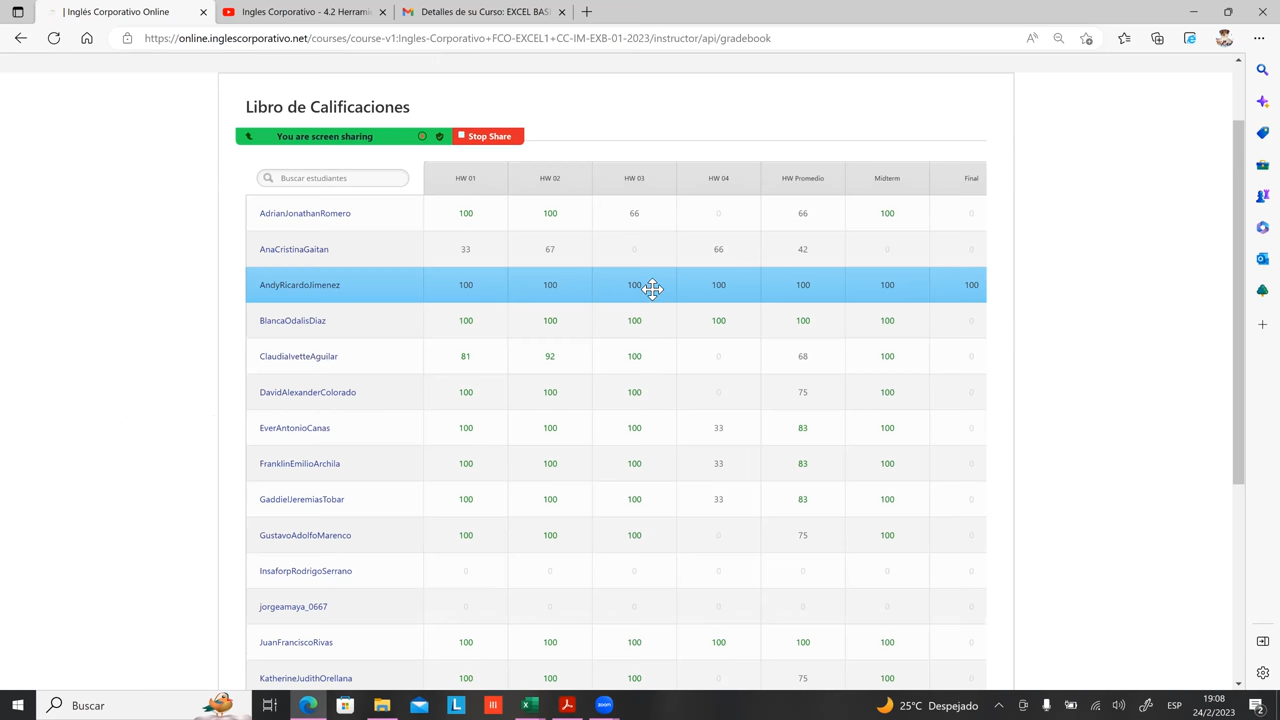 | Inglés Corporativo Online
Ingles Corporativo - 4.2 Herrami
Detalles de su Curso: EXCEL BAS
https://online.inglescorporativo.net/courses/course-v1:Ingles-Corporativo+FCO-EXCEL1+CC-IM-EXB-01-2023/instructor/api/gradebook
Libro de Calificaciones
You are screen sharing Stop Share
Buscar estudiantes HW 01 HW 02 HW 03 HW 04 HW Promedio Midterm Final
AdrianJonathanRomero 100 100 66 0 66 100 0
AnaCristinaGaitan 33 67 0 66 42 0 0
AndyRicardoJimenez 100 100 100 100 100 100 100
BlancaOdalisDiaz 100 100 100 100 100 100 0
ClaudiaIvetteAguilar 81 92 100 0 68 100 0
DavidAlexanderColorado 100 100 100 0 75 100 0
EverAntonioCanas 100 100 100 33 83 100 0
FranklinEmilioArchila 100 100 100 33 83 100 0
GaddielJeremiasTobar 100 100 100 33 83 100 0
GustavoAdolfoMarenco 100 100 100 0 75 100 0
InsaforpRodrigoSerrano 0 0 0 0 0 0 0
jorgeamaya_0667 0 0 0 0 0 0 0
JuanFranciscoRivas 100 100 100 100 100 100 0
KatherineJudithOrellana 100 100 100 0 75 100 0
Buscar
25°C Despejado
ESP
19:08
24/2/2023
2